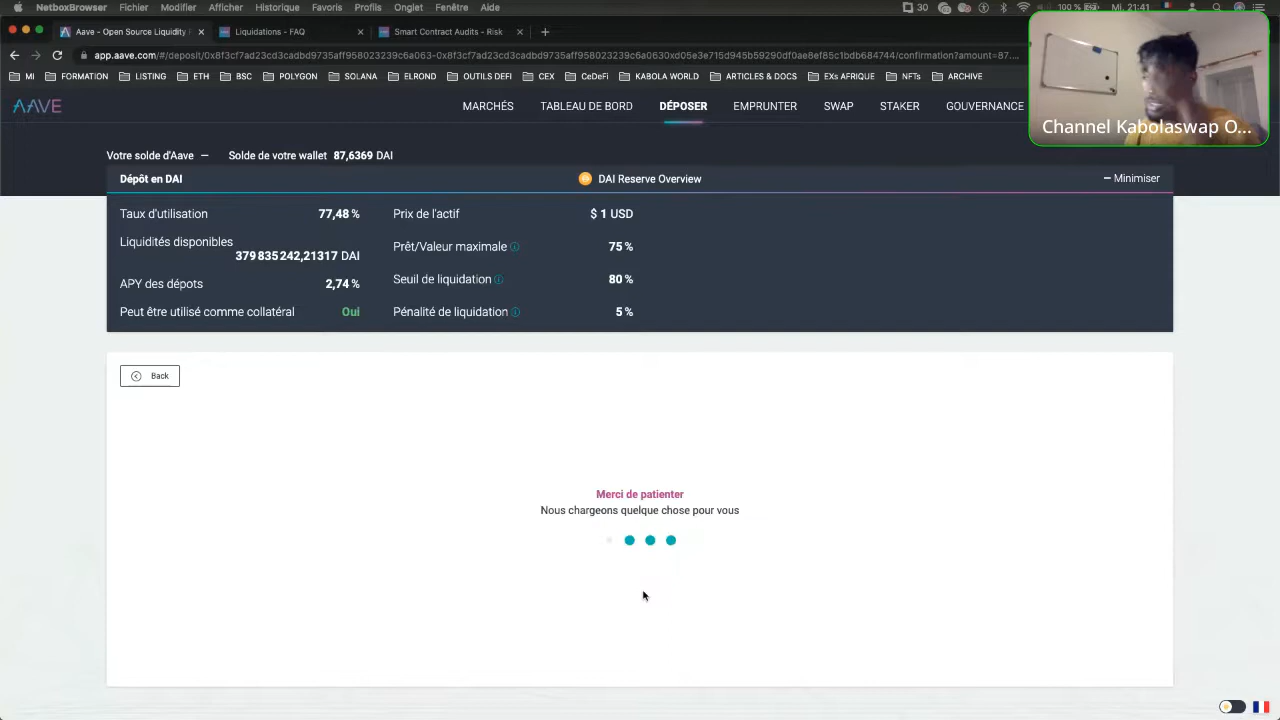 NetboxBrowser Fichier Modifier Afficher Historique Favoris Profils Onglet Fenêtre Aide 30 100 % Mi. 21:41
Aave - Open Source Liquidity Liquidations - FAQ Smart Contract Audits - Risk
app.aave.com/#/deposit/0x8f3cf7ad23cd3cadbd9735aff958023239c6a0630xd05e3e715d945b59290df0ae8ef85c1bdb684744/confirmation?amount=87....
MI FORMATION LISTING ETH BSC POLYGON SOLANA ELROND OUTILS DEFI CEX CeDeFi KABOLA WORLD ARTICLES & DOCS EXs AFRIQUE NFTs ARCHIVE
AAVE MARCHÉS TABLEAU DE BORD DÉPOSER EMPRUNTER SWAP STAKER GOUVERNANCE
Channel Kabolaswap O...
Votre solde d'Aave — Solde de votre wallet 87,6369 DAI
Dépôt en DAI DAI Reserve Overview – Minimiser
Taux d'utilisation 77,48 % Prix de l'actif $ 1 USD
Liquidités disponibles 379 835 242,21317 DAI Prêt/Valeur maximale 75 %
APY des dépots 2,74 % Seuil de liquidation 80 %
Peut être utilisé comme collatéral Oui Pénalité de liquidation 5 %
Back
Merci de patienter
Nous chargeons quelque chose pour vous